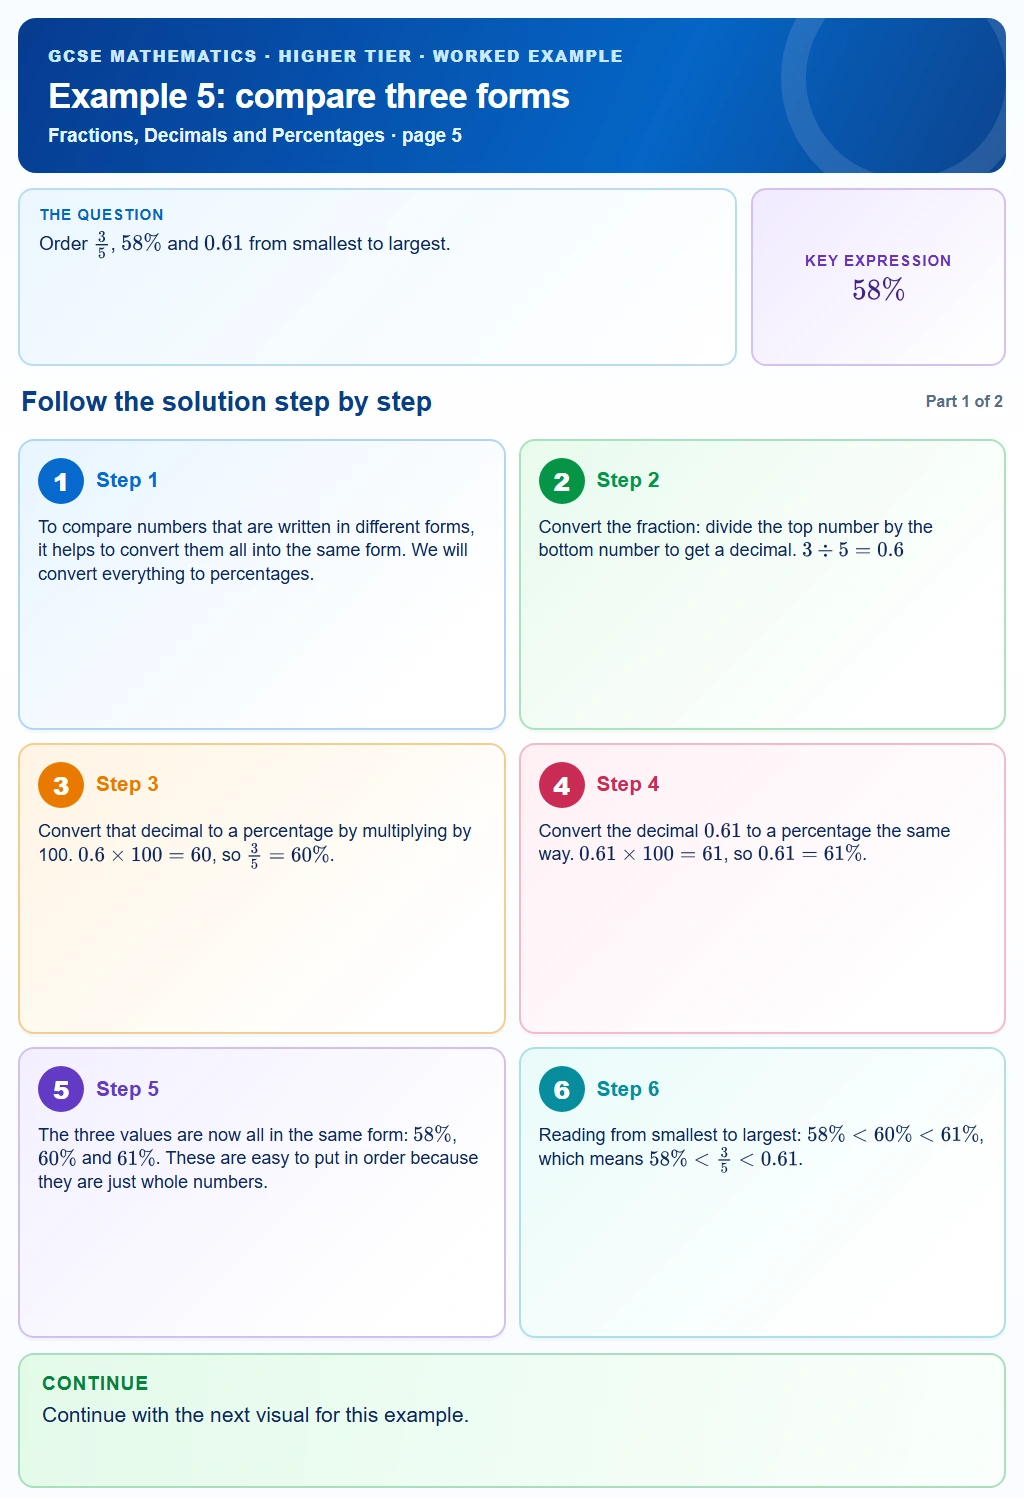 GCSE MATHEMATICS · HIGHER TIER · WORKED EXAMPLE
Example 5: compare three forms
Fractions, Decimals and Percentages · page 5
THE QUESTION
Order 3/5, 58% and 0.61 from smallest to largest.
KEY EXPRESSION
58%
Follow the solution step by step
Part 1 of 2
1 Step 1
To compare numbers that are written in different forms,
it helps to convert them all into the same form. We will
convert everything to percentages.
2 Step 2
Convert the fraction: divide the top number by the
bottom number to get a decimal. 3 ÷ 5 = 0.6
3 Step 3
Convert that decimal to a percentage by multiplying by
100. 0.6 × 100 = 60, so 3/5 = 60%.
4 Step 4
Convert the decimal 0.61 to a percentage the same
way. 0.61 × 100 = 61, so 0.61 = 61%.
5 Step 5
The three values are now all in the same form: 58%,
60% and 61%. These are easy to put in order because
they are just whole numbers.
6 Step 6
Reading from smallest to largest: 58% < 60% < 61%,
which means 58% < 3/5 < 0.61.
CONTINUE
Continue with the next visual for this example.